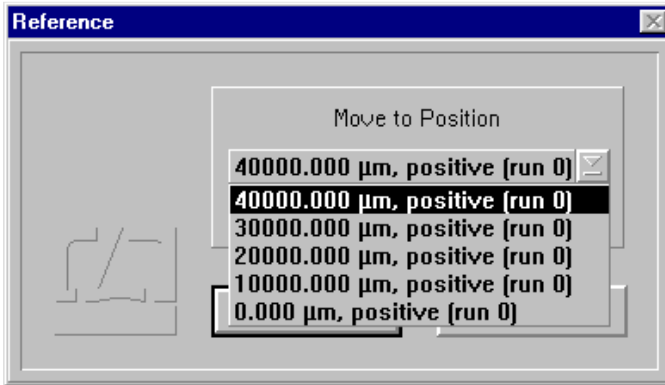 Reference
Move to Position
40000.000 µm, positive (run 0)
40000.000 µm, positive (run 0)
30000.000 µm, positive (run 0)
20000.000 µm, positive (run 0)
10000.000 µm, positive (run 0)
0.000 µm, positive (run 0)